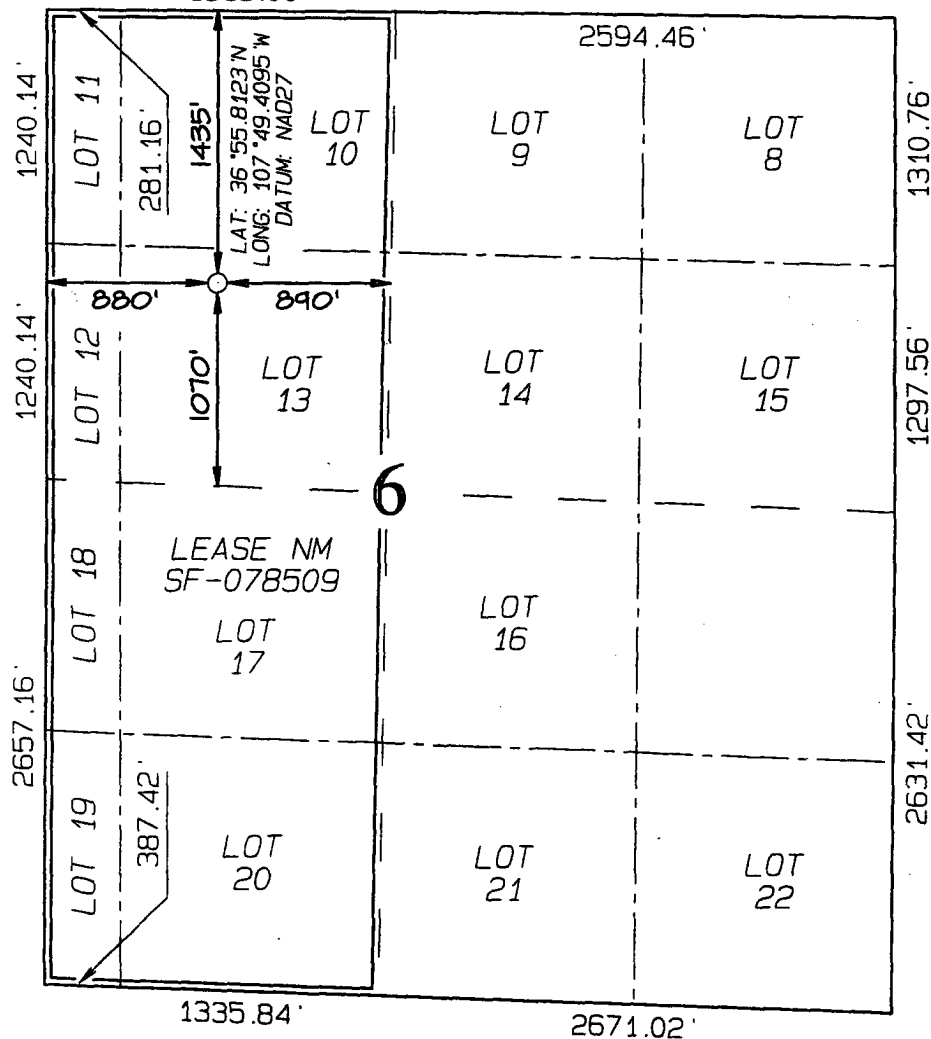 2594.46'
1240.14'
LOT 11
281.16'
1435'
LAT: 36°55.8123'N
LONG: 107°49.4095'W
DATUM: NAD27
LOT
10
LOT
9
LOT
8
1310.76'
880'
890'
1240.14'
LOT 12
1070'
LOT
13
LOT
14
LOT
15
1297.56'
6
LEASE NM
SF-078509
LOT 18
LOT
17
LOT
16
2657.16'
2631.42'
LOT 19
387.42'
LOT
20
LOT
21
LOT
22
1335.84'
2671.02'